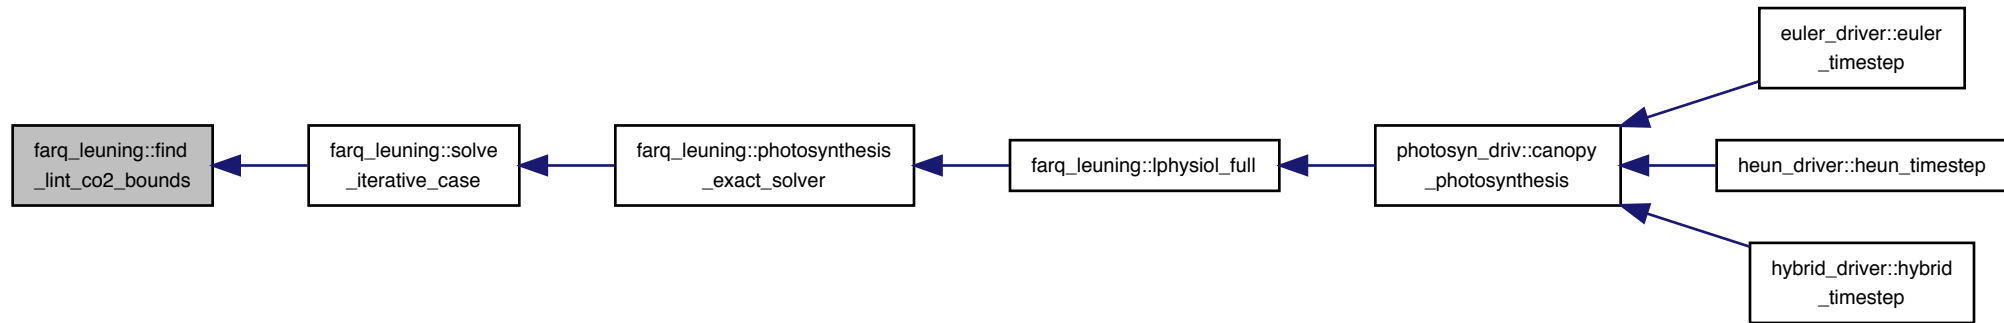 farq_leuning::find
_lint_co2_bounds
farq_leuning::solve
_iterative_case
farq_leuning::photosynthesis
_exact_solver
farq_leuning::lphysiol_full
photosyn_driv::canopy
_photosynthesis
euler_driver::euler
_timestep
heun_driver::heun_timestep
hybrid_driver::hybrid
_timestep